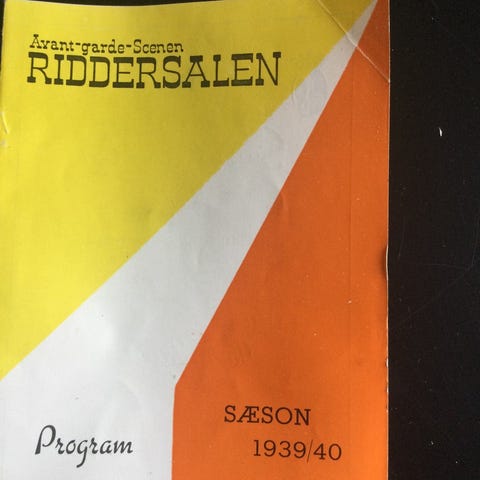 Avant-garde-Scenen
RIDDERSALEN
SÆSON
1939/40
Program